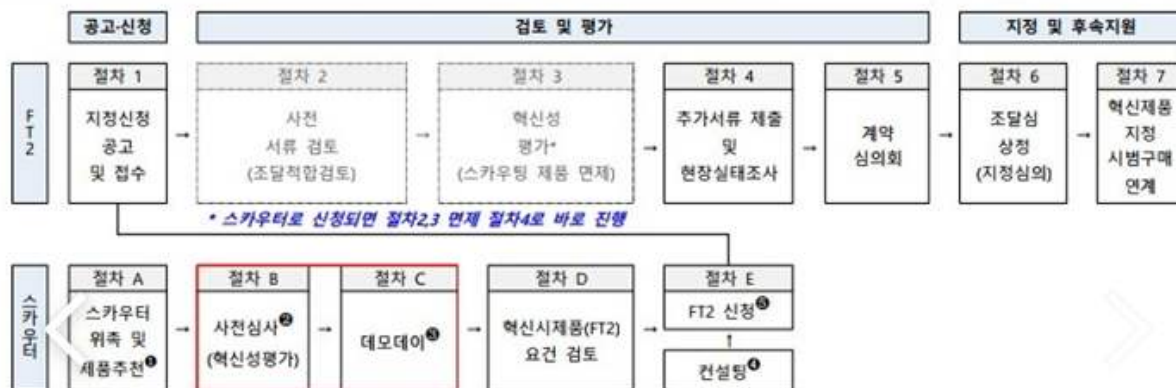 공고·신청
검토 및 평가
지정 및 후속지원
FT2
절차 1
지정신청
공고
및 접수
→
절차 2
사전
서류 검토
(조달적합검토)
→
절차 3
혁신성
평가*
(스카우팅 제품 면제)
→
절차 4
추가서류 제출
및
현장실태조사
→
절차 5
계약
심의회
→
절차 6
조달심
상정
(지정심의)
→
절차 7
혁신제품
지정
시범구매
연계
* 스카우터로 신청되면 절차2,3 면제 절차4로 바로 진행
스카우터
절차 A
스카우터
위촉 및
제품추천❶
→
절차 B
사전심사❷
(혁신성평가)
→
절차 C
데모데이❸
→
절차 D
혁신시제품(FT2)
요건 검토
→
절차 E
FT2 신청❺
↑
컨설팅❹